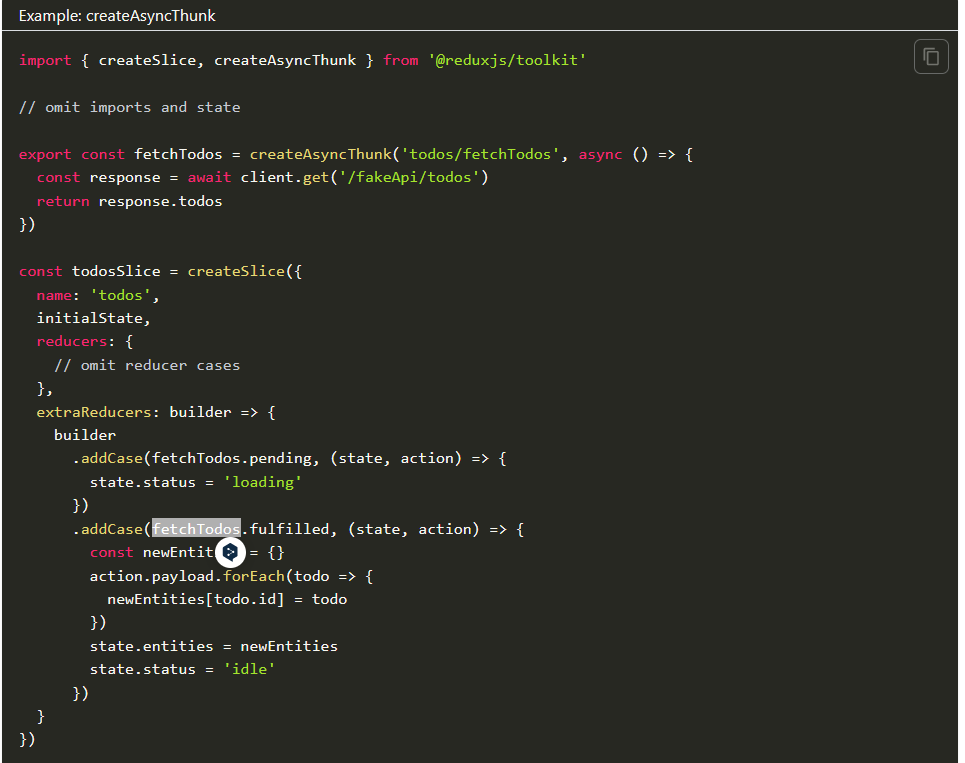 Example: createAsyncThunk
import { createSlice, createAsyncThunk } from '@reduxjs/toolkit'
// omit imports and state
export const fetchTodos = createAsyncThunk('todos/fetchTodos', async () => {
  const response = await client.get('/fakeApi/todos')
  return response.todos
})
const todosSlice = createSlice({
  name: 'todos',
  initialState,
  reducers: {
    // omit reducer cases
  },
  extraReducers: builder => {
    builder
      .addCase(fetchTodos.pending, (state, action) => {
        state.status = 'loading'
      })
      .addCase(fetchTodos.fulfilled, (state, action) => {
        const newEntit = {}
        action.payload.forEach(todo => {
          newEntities[todo.id] = todo
        })
        state.entities = newEntities
        state.status = 'idle'
      })
  }
})